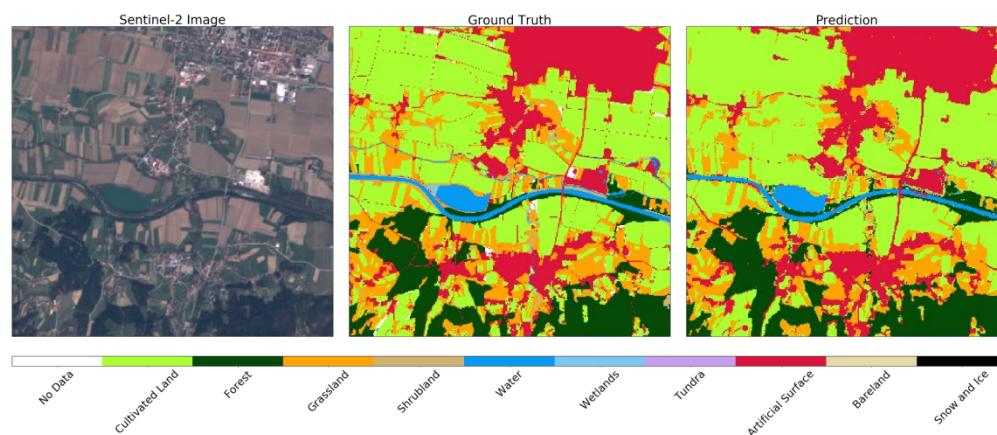 Sentinel-2 Image
Ground Truth
Prediction
No Data
Cultivated Land
Forest
Grassland
Shrubland
Water
Wetlands
Tundra
Artificial Surface
Bareland
Snow and Ice